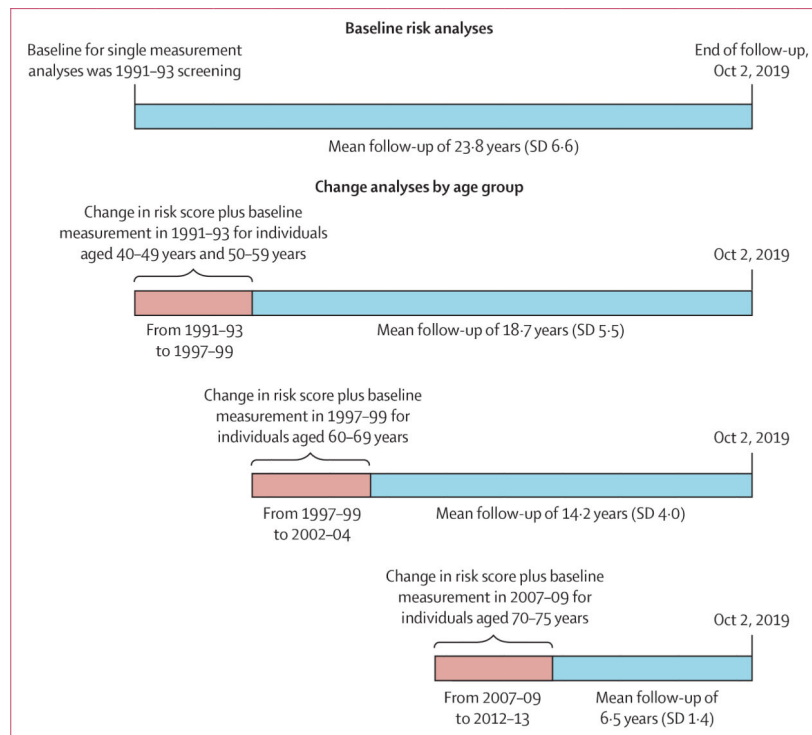 Baseline risk analyses
Baseline for single measurement
analyses was 1991–93 screening
End of follow-up,
Oct 2, 2019
Mean follow-up of 23·8 years (SD 6·6)
Change analyses by age group
Change in risk score plus baseline
measurement in 1991–93 for individuals
aged 40–49 years and 50–59 years
Oct 2, 2019
From 1991–93
to 1997–99
Mean follow-up of 18·7 years (SD 5·5)
Change in risk score plus baseline
measurement in 1997–99 for
individuals aged 60–69 years
Oct 2, 2019
From 1997–99
to 2002–04
Mean follow-up of 14·2 years (SD 4·0)
Change in risk score plus baseline
measurement in 2007–09 for
individuals aged 70–75 years
Oct 2, 2019
From 2007–09
to 2012–13
Mean follow-up of
6·5 years (SD 1·4)